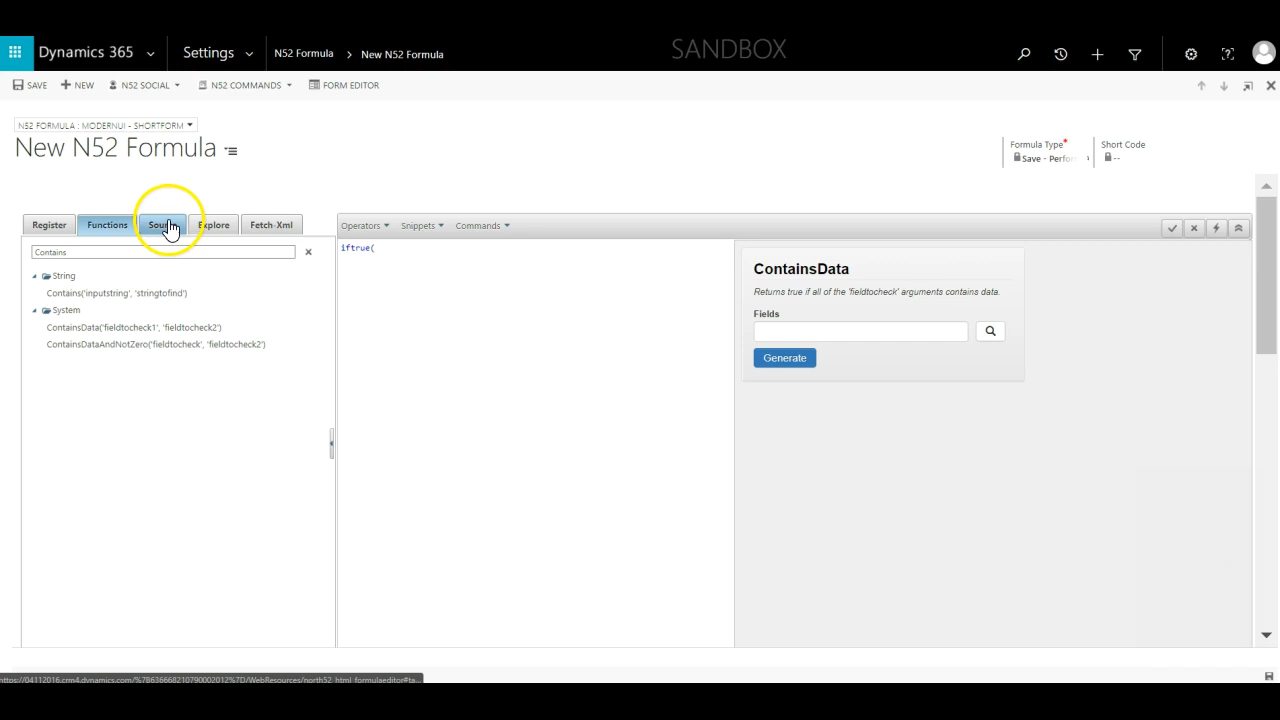 Dynamics 365 Settings N52 Formula > New N52 Formula SANDBOX
SAVE NEW N52 SOCIAL N52 COMMANDS FORM EDITOR
N52 FORMULA : MODERNUI - SHORTFORM
New N52 Formula
Formula Type* Short Code
Save - Perfo --
Register Functions Explore Fetch-Xml
Operators Snippets Commands
Contains
iftrue(
String
Contains('inputstring', 'stringtofind')
System
ContainsData('fieldtocheck1', 'fieldtocheck2')
ContainsDataAndNotZero('fieldtocheck', 'fieldtocheck2')
ContainsData
Returns true if all of the 'fieldtocheck' arguments contains data.
Fields
Generate